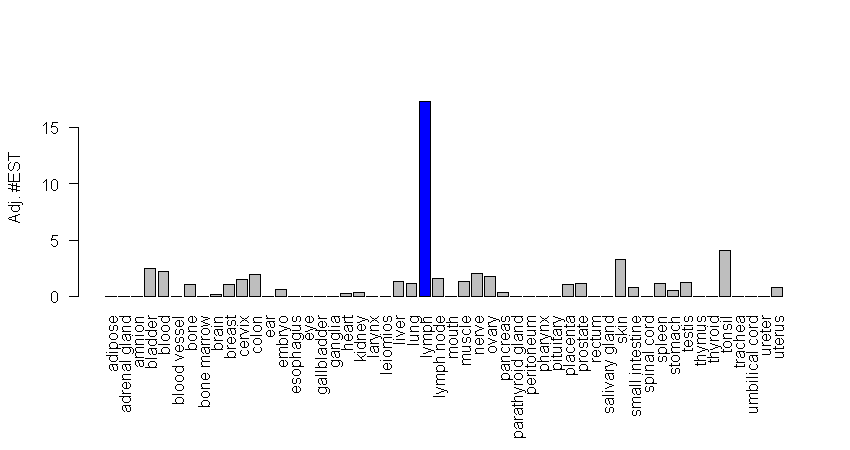 Adj. #EST
15
10
5
0
adipose
adrenal gland
amnion
bladder
blood
blood vessel
bone
bone marrow
brain
breast
cervix
colon
ear
embryo
esophagus
eye
gallbladder
ganglia
heart
kidney
larynx
leiomios
liver
lung
lymph
lymph node
mouth
muscle
nerve
ovary
pancreas
parathyroid gland
peritoneum
pharynx
pituitary
placenta
prostate
rectum
salivary gland
skin
small intestine
spinal cord
spleen
stomach
testis
thymus
thyroid
tonsil
trachea
umbilical cord
ureter
uterus